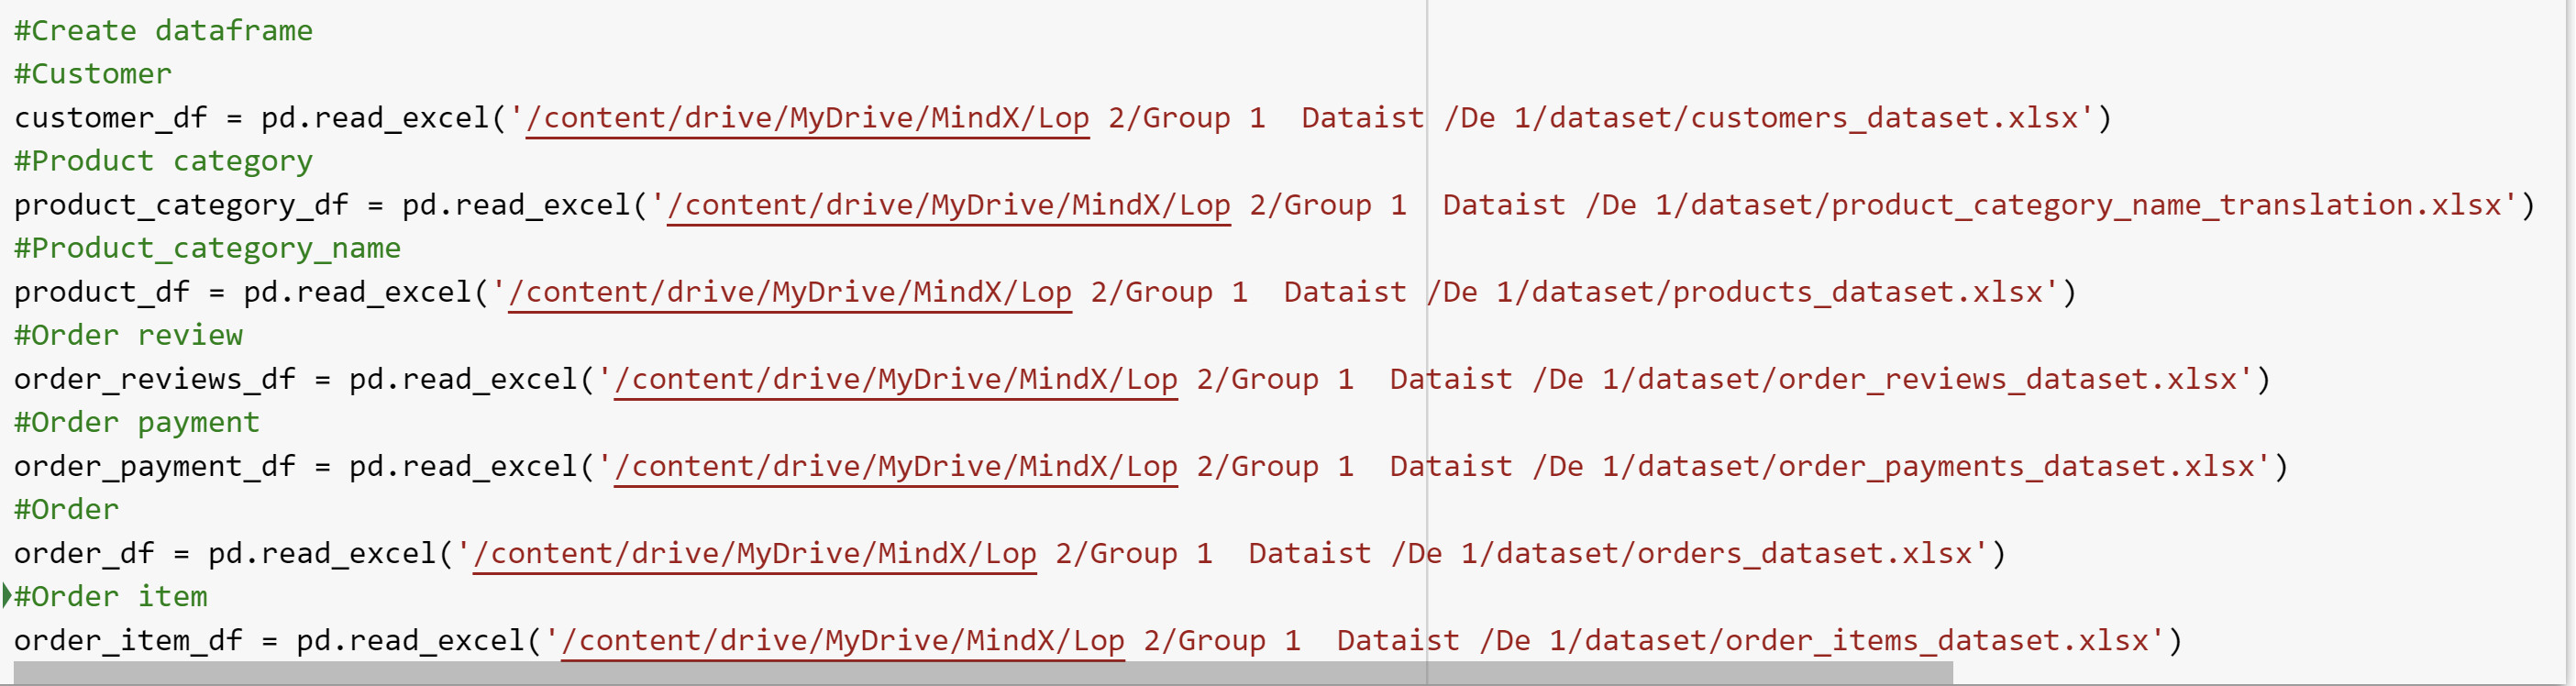 #Create dataframe
#Customer
customer_df = pd.read_excel('/content/drive/MyDrive/MindX/Lop 2/Group 1  Dataist /De 1/dataset/customers_dataset.xlsx')
#Product category
product_category_df = pd.read_excel('/content/drive/MyDrive/MindX/Lop 2/Group 1  Dataist /De 1/dataset/product_category_name_translation.xlsx')
#Product_category_name
product_df = pd.read_excel('/content/drive/MyDrive/MindX/Lop 2/Group 1  Dataist /De 1/dataset/products_dataset.xlsx')
#Order review
order_reviews_df = pd.read_excel('/content/drive/MyDrive/MindX/Lop 2/Group 1  Dataist /De 1/dataset/order_reviews_dataset.xlsx')
#Order payment
order_payment_df = pd.read_excel('/content/drive/MyDrive/MindX/Lop 2/Group 1  Dataist /De 1/dataset/order_payments_dataset.xlsx')
#Order
order_df = pd.read_excel('/content/drive/MyDrive/MindX/Lop 2/Group 1  Dataist /De 1/dataset/orders_dataset.xlsx')
#Order item
order_item_df = pd.read_excel('/content/drive/MyDrive/MindX/Lop 2/Group 1  Dataist /De 1/dataset/order_items_dataset.xlsx')